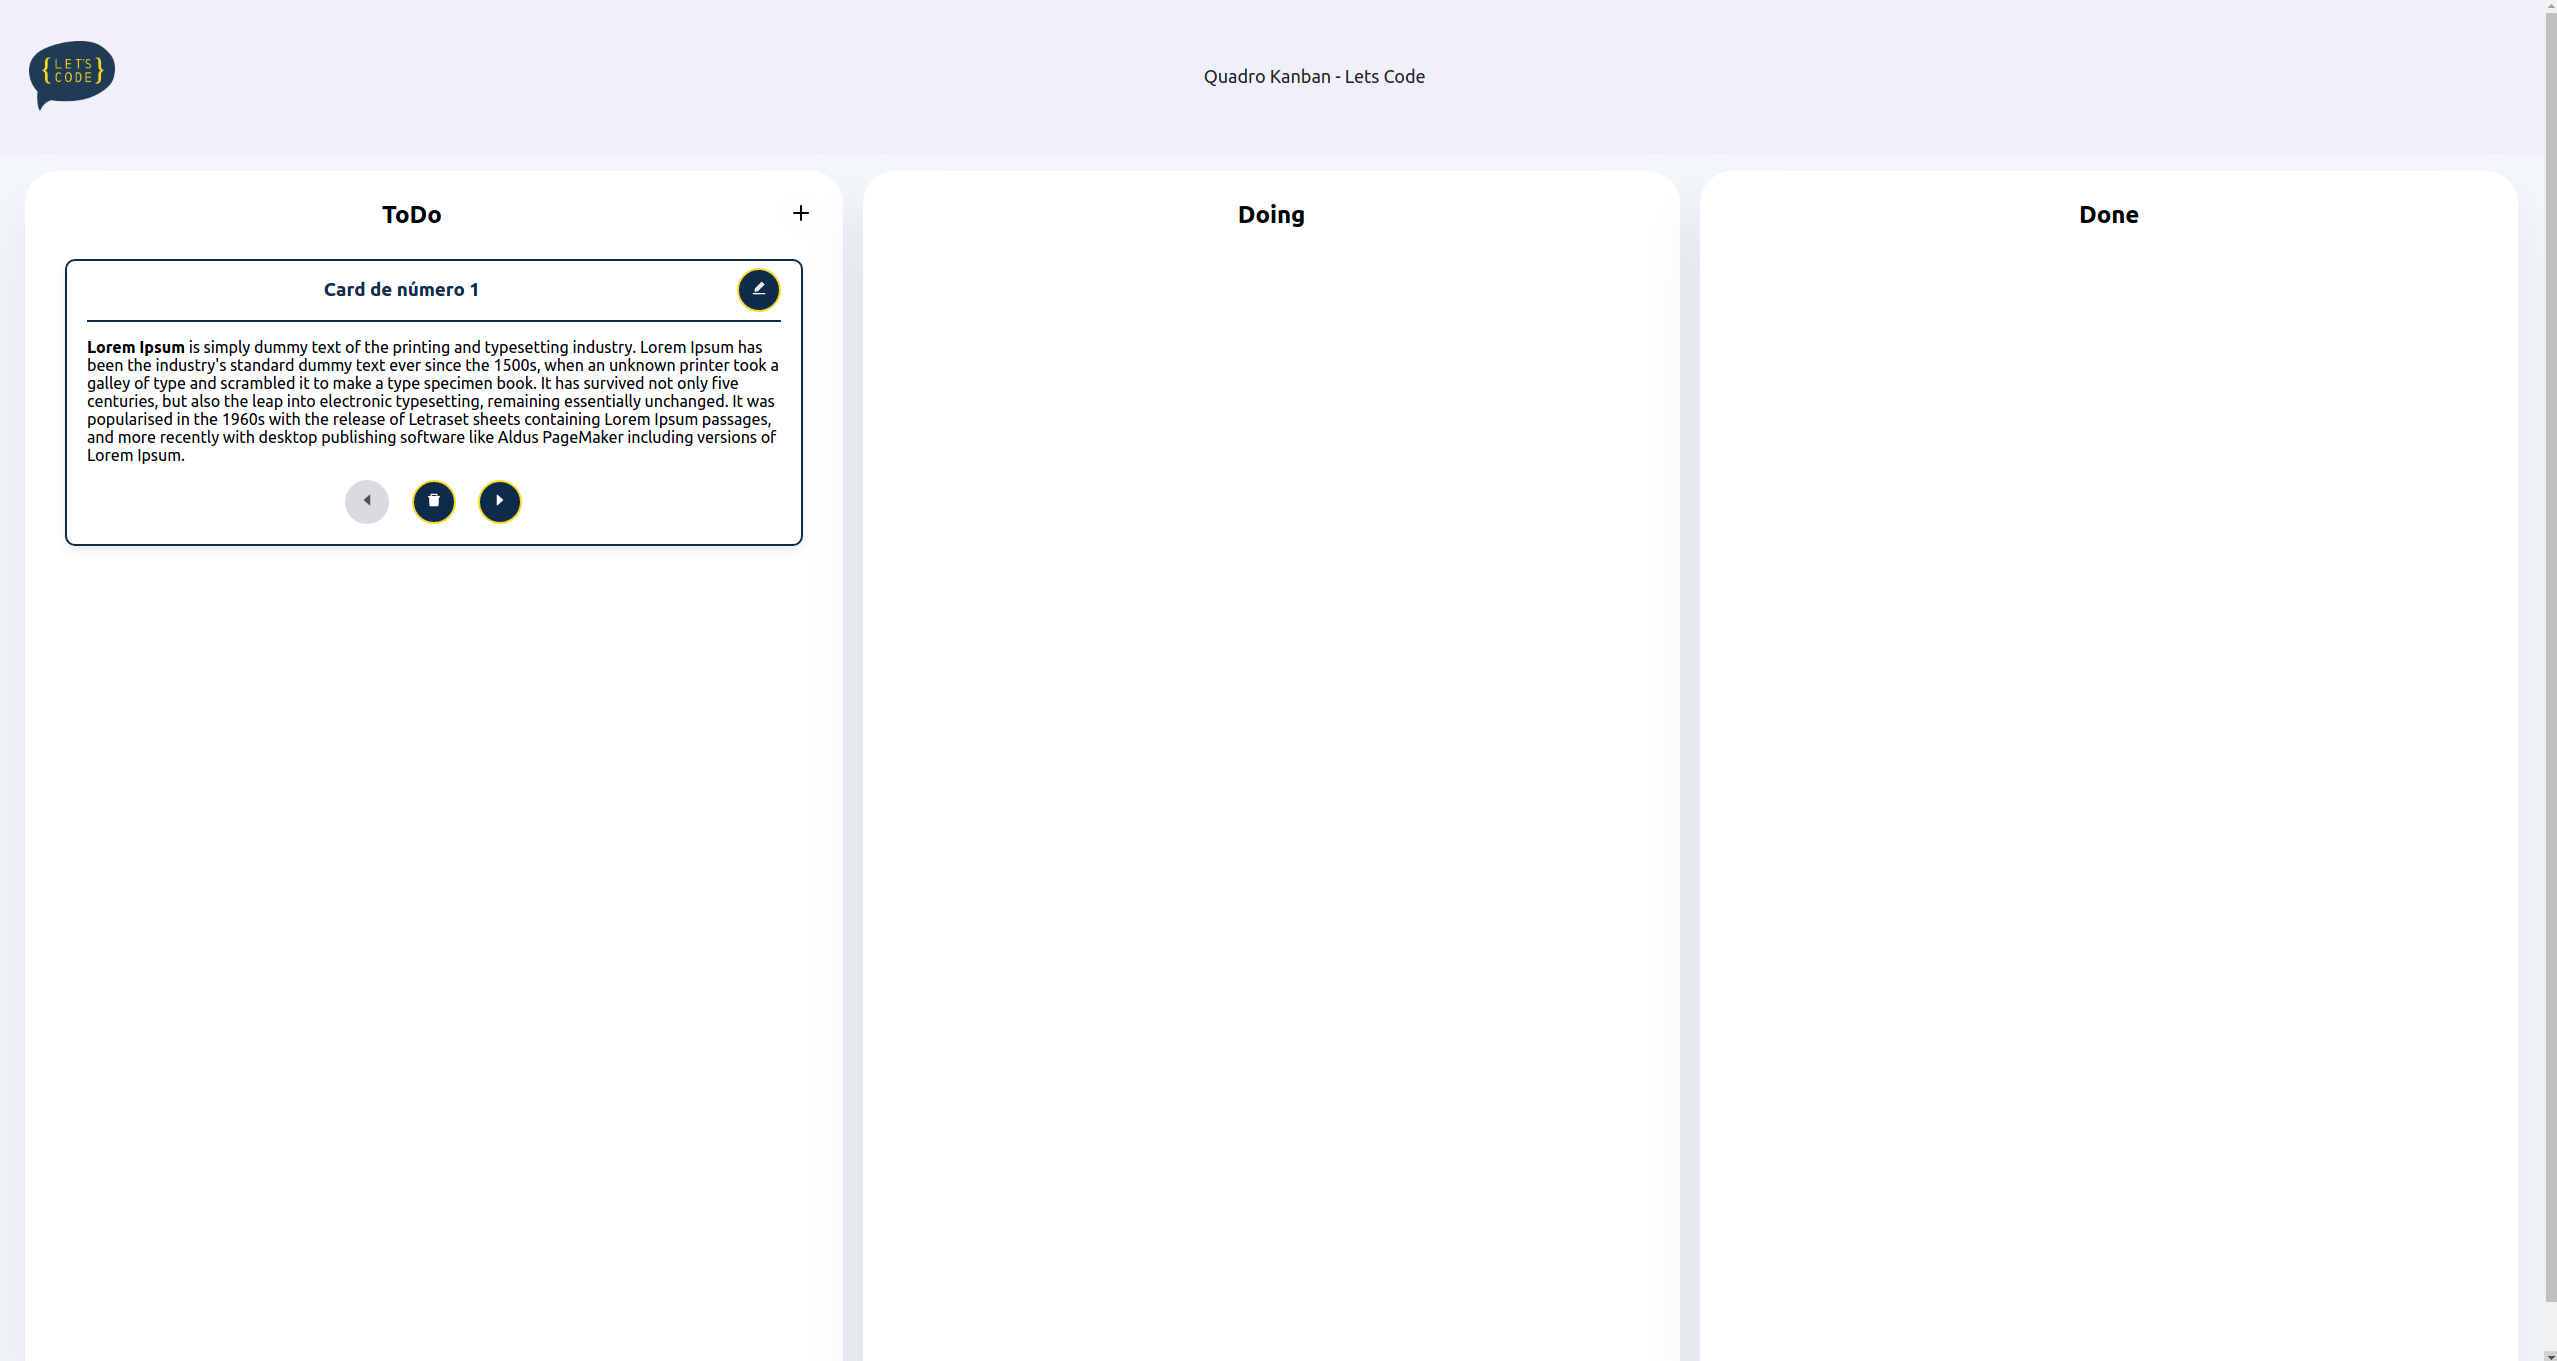 {LET'S
CODE}
Quadro Kanban - Lets Code
ToDo
Doing
Done
Card de número 1
Lorem Ipsum is simply dummy text of the printing and typesetting industry. Lorem Ipsum has
been the industry's standard dummy text ever since the 1500s, when an unknown printer took a
galley of type and scrambled it to make a type specimen book. It has survived not only five
centuries, but also the leap into electronic typesetting, remaining essentially unchanged. It was
popularised in the 1960s with the release of Letraset sheets containing Lorem Ipsum passages,
and more recently with desktop publishing software like Aldus PageMaker including versions of
Lorem Ipsum.